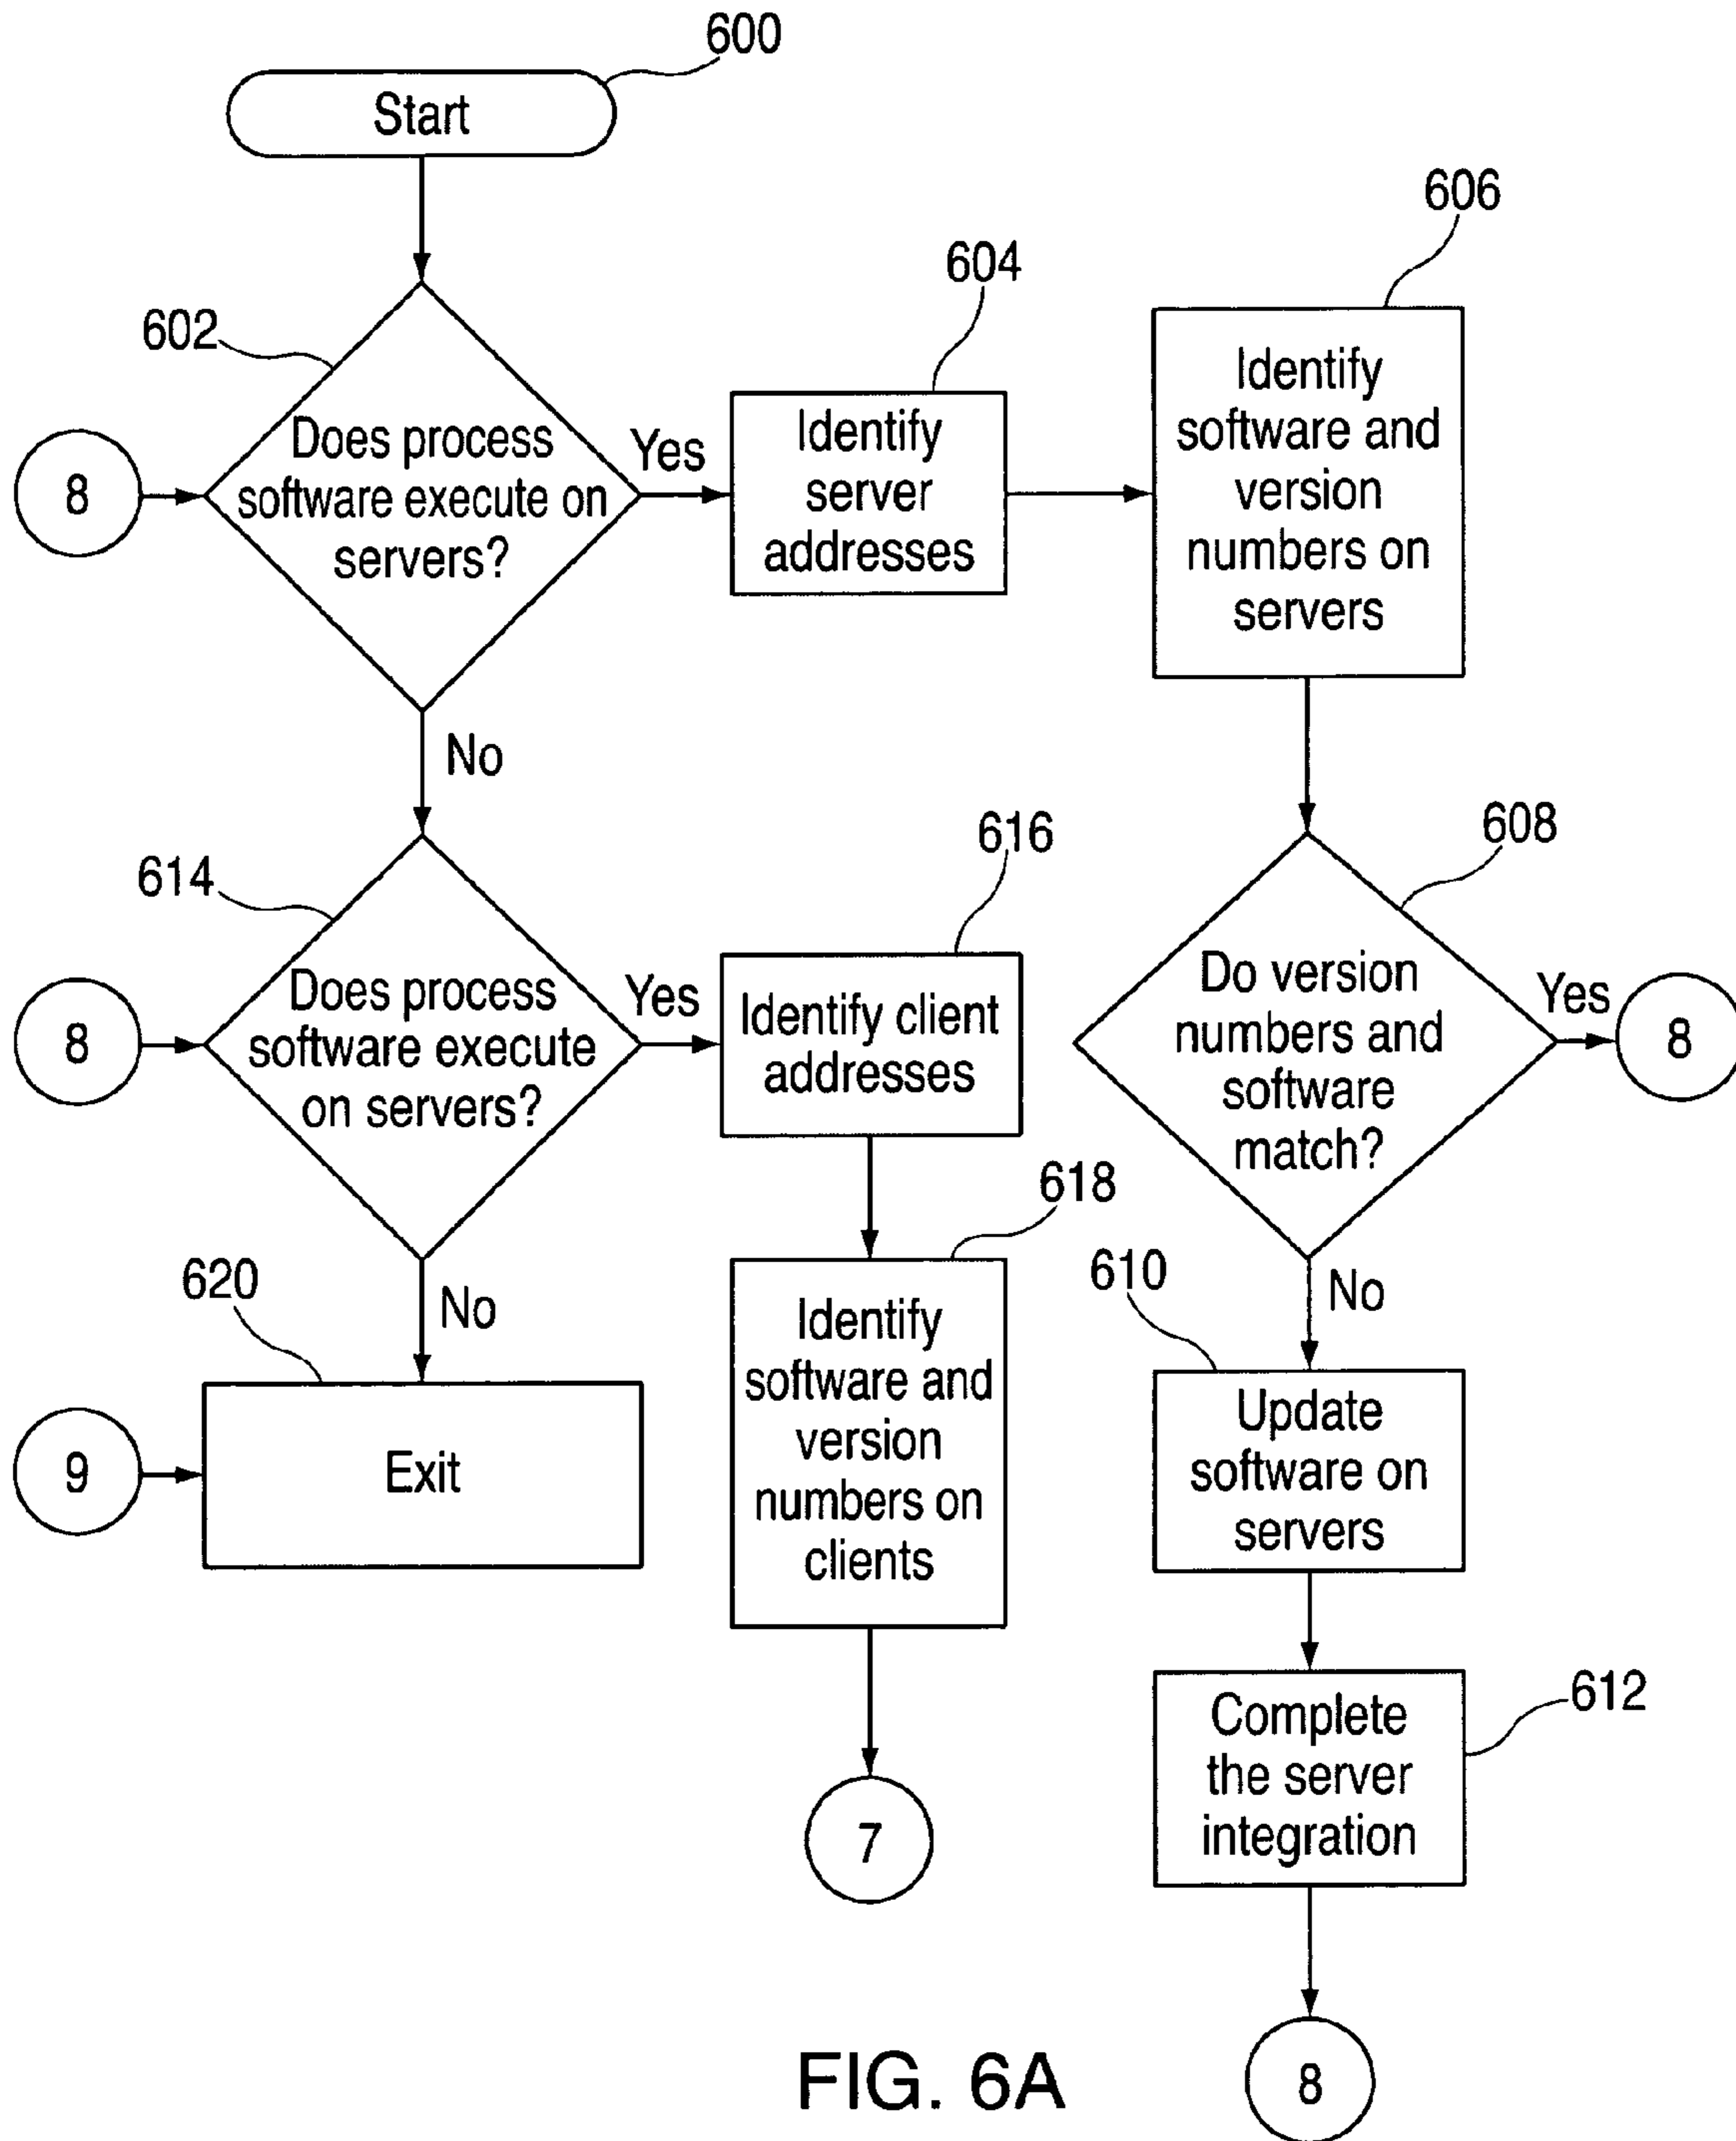 600
Start
606
604
602
Identify
software and
version
numbers on
servers
Identify
server
addresses
Does process
software execute on
servers?
Yes
8
No
608
616
614
Do version
numbers and
software
match?
Yes
8
Does process
software execute
on servers?
Yes
Identify client
addresses
8
618
610
620
No
No
Identify
software and
version
numbers on
clients
Update
software on
servers
9
Exit
612
Complete
the server
integration
7
8
FIG. 6A